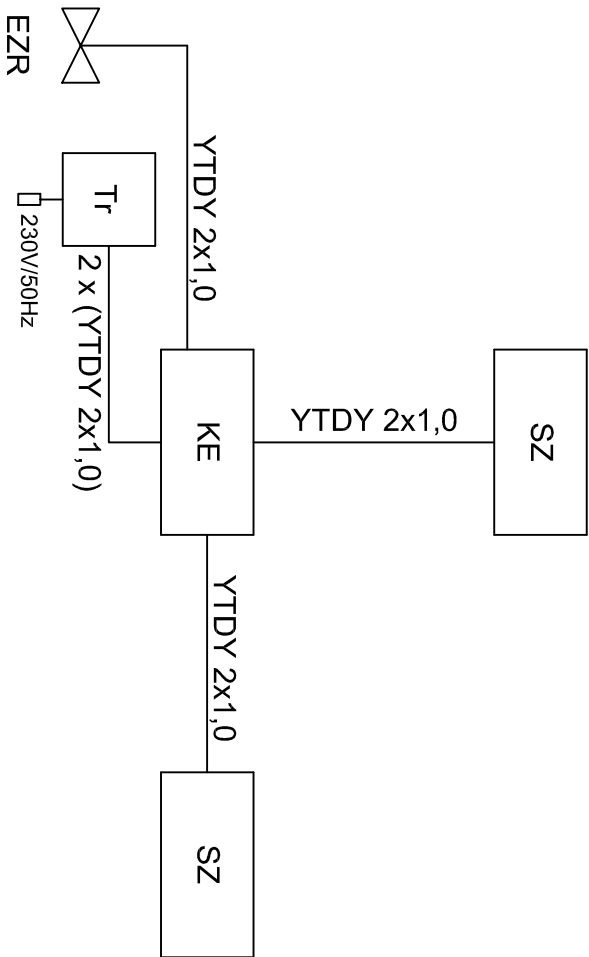 EZR
YTDY 2x1,0
Tr
230V/50Hz
2 x (YTDY 2x1,0)
KE
YTDY 2x1,0
SZ
YTDY 2x1,0
SZ